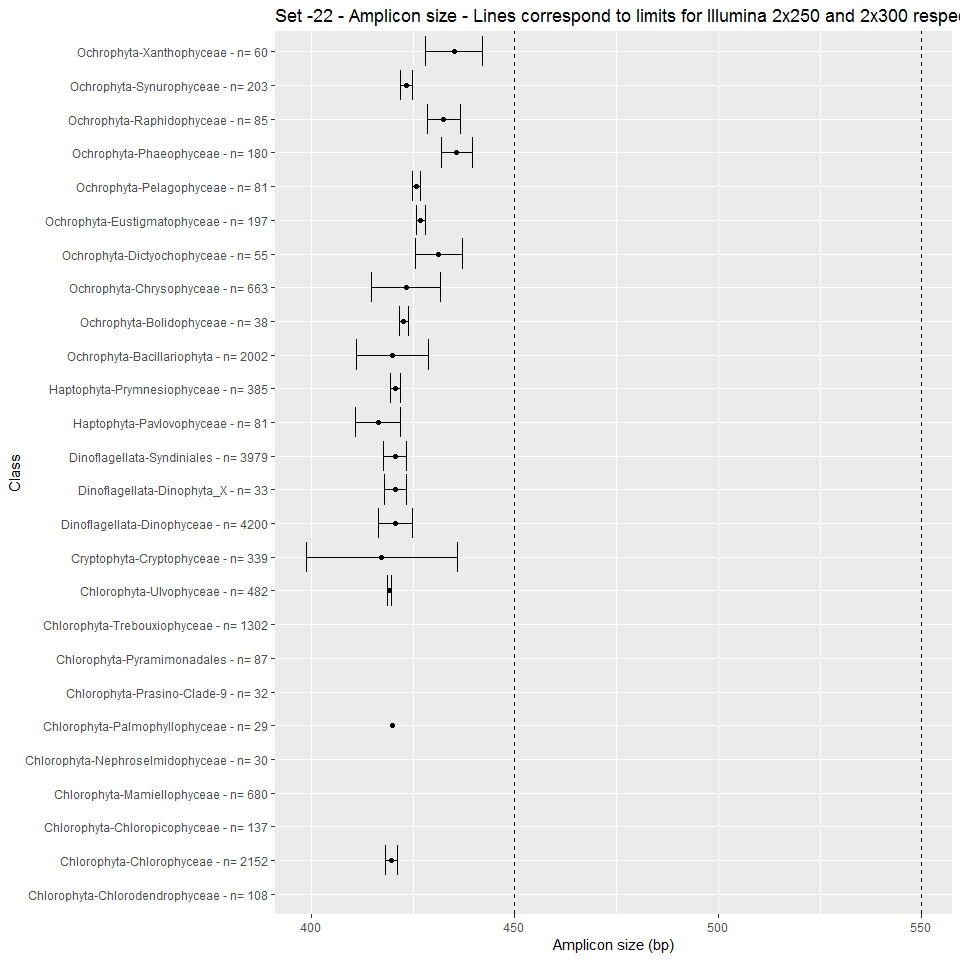 Set -22 - Amplicon size - Lines correspond to limits for Illumina 2x250 and 2x300 respec
Ochrophyta-Xanthophyceae - n= 60
Ochrophyta-Synurophyceae - n= 203
Ochrophyta-Raphidophyceae - n= 85
Ochrophyta-Phaeophyceae - n= 180
Ochrophyta-Pelagophyceae - n= 81
Ochrophyta-Eustigmatophyceae - n= 197
Ochrophyta-Dictyochophyceae - n= 55
Ochrophyta-Chrysophyceae - n= 663
Ochrophyta-Bolidophyceae - n= 38
Ochrophyta-Bacillariophyta - n= 2002
Haptophyta-Prymnesiophyceae - n= 385
Haptophyta-Pavlovophyceae - n= 81
Dinoflagellata-Syndiniales - n= 3979
Dinoflagellata-Dinophyta_X - n= 33
Dinoflagellata-Dinophyceae - n= 4200
Cryptophyta-Cryptophyceae - n= 339
Chlorophyta-Ulvophyceae - n= 482
Chlorophyta-Trebouxiophyceae - n= 1302
Chlorophyta-Pyramimonadales - n= 87
Chlorophyta-Prasino-Clade-9 - n= 32
Chlorophyta-Palmophyllophyceae - n= 29
Chlorophyta-Nephroselmidophyceae - n= 30
Chlorophyta-Mamiellophyceae - n= 680
Chlorophyta-Chloropicophyceae - n= 137
Chlorophyta-Chlorophyceae - n= 2152
Chlorophyta-Chlorodendrophyceae - n= 108
Class
400 450 500 550
Amplicon size (bp)